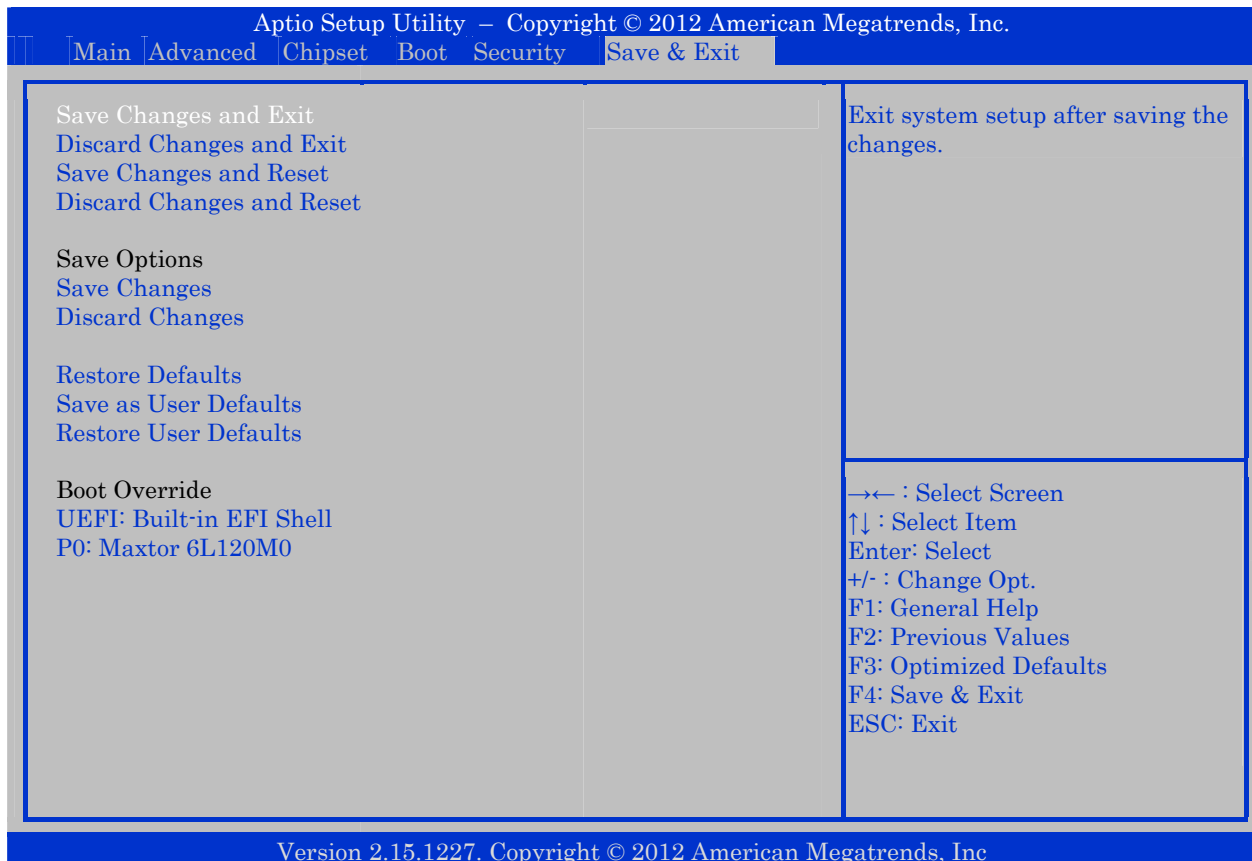 Aptio Setup Utility – Copyright © 2012 American Megatrends, Inc.
Main Advanced Chipset Boot Security Save & Exit
Save Changes and Exit
Discard Changes and Exit
Save Changes and Reset
Discard Changes and Reset
Save Options
Save Changes
Discard Changes
Restore Defaults
Save as User Defaults
Restore User Defaults
Boot Override
UEFI: Built-in EFI Shell
P0: Maxtor 6L120M0
Exit system setup after saving the
changes.
→← : Select Screen
↑↓ : Select Item
Enter: Select
+/- : Change Opt.
F1: General Help
F2: Previous Values
F3: Optimized Defaults
F4: Save & Exit
ESC: Exit
Version 2.15.1227. Copyright © 2012 American Megatrends, Inc